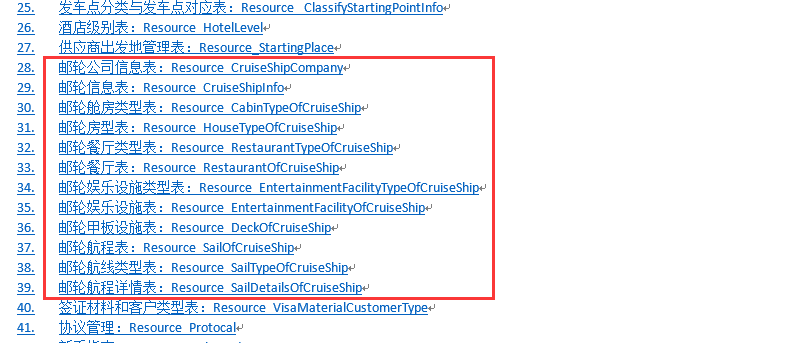 25. 发车点分类与发车点对应表：Resource_ClassifyStartingPointInfo
26. 酒店级别表：Resource_HotelLevel
27. 供应商出发地管理表：Resource_StartingPlace
28. 邮轮公司信息表：Resource_CruiseShipCompany
29. 邮轮信息表：Resource_CruiseShipInfo
30. 邮轮舱房类型表：Resource_CabinTypeOfCruiseShip
31. 邮轮房型表：Resource_HouseTypeOfCruiseShip
32. 邮轮餐厅类型表：Resource_RestaurantTypeOfCruiseShip
33. 邮轮餐厅表：Resource_RestaurantOfCruiseShip
34. 邮轮娱乐设施类型表：Resource_EntertainmentFacilityTypeOfCruiseShip
35. 邮轮娱乐设施表：Resource_EntertainmentFacilityOfCruiseShip
36. 邮轮甲板设施表：Resource_DeckOfCruiseShip
37. 邮轮航程表：Resource_SailOfCruiseShip
38. 邮轮航线类型表：Resource_SailTypeOfCruiseShip
39. 邮轮航程详情表：Resource_SailDetailsOfCruiseShip
40. 签证材料和客户类型表：Resource_VisaMaterialCustomerType
41. 协议管理：Resource_Protocal